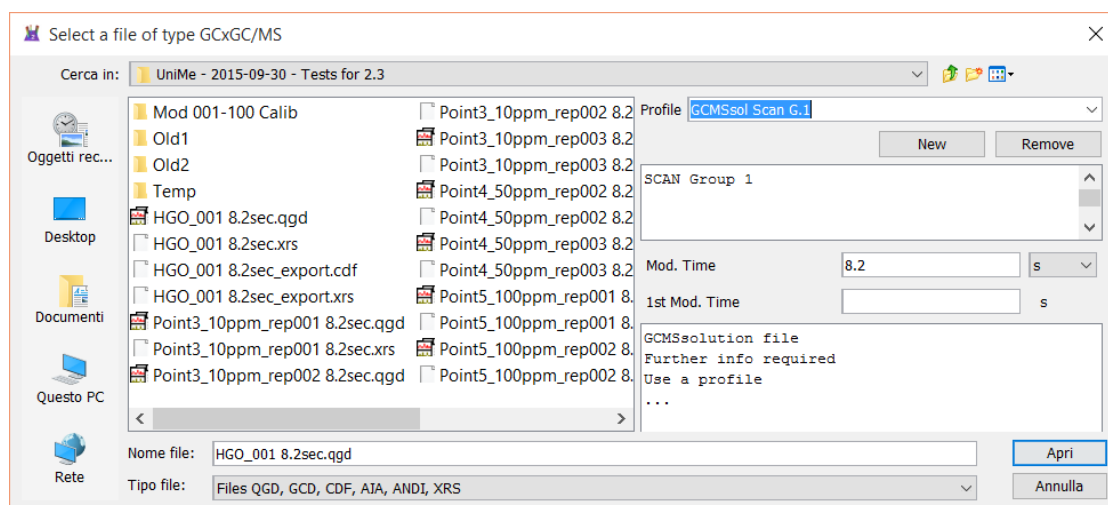 Select a file of type GCxGC/MS
Cerca in:
UniMe - 2015-09-30 - Tests for 2.3
Oggetti rec...
Desktop
Documenti
Questo PC
Rete
Mod 001-100 Calib
Old1
Old2
Temp
HGO_001 8.2sec.qgd
HGO_001 8.2sec.xrs
HGO_001 8.2sec_export.cdf
HGO_001 8.2sec_export.xrs
Point3_10ppm_rep001 8.2sec.qgd
Point3_10ppm_rep001 8.2sec.xrs
Point3_10ppm_rep002 8.2sec.qgd
Point3_10ppm_rep002 8.2
Point3_10ppm_rep003 8.2
Point3_10ppm_rep003 8.2
Point4_50ppm_rep002 8.2
Point4_50ppm_rep002 8.2
Point4_50ppm_rep003 8.2
Point4_50ppm_rep003 8.2
Point5_100ppm_rep001 8.
Point5_100ppm_rep001 8.
Point5_100ppm_rep002 8.
Point5_100ppm_rep002 8.
Profile GCMSsol Scan G.1
New Remove
SCAN Group 1
Mod. Time 8.2 s
1st Mod. Time s
GCMSsolution file
Further info required
Use a profile
...
Nome file: HGO_001 8.2sec.qgd
Apri
Tipo file: Files QGD, GCD, CDF, AIA, ANDI, XRS
Annulla